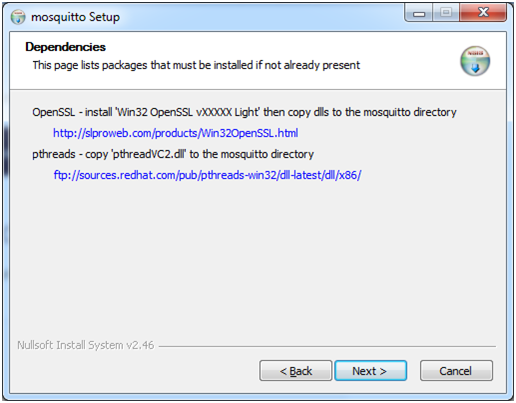 mosquitto Setup
Dependencies
This page lists packages that must be installed if not already present
OpenSSL - install 'Win32 OpenSSL vXXXXX Light' then copy dlls to the mosquitto directory
http://slproweb.com/products/Win32OpenSSL.html
pthreads - copy 'pthreadVC2.dll' to the mosquitto directory
ftp://sources.redhat.com/pub/pthreads-win32/dll-latest/dll/x86/
Nullsoft Install System v2.46
< Back Next > Cancel